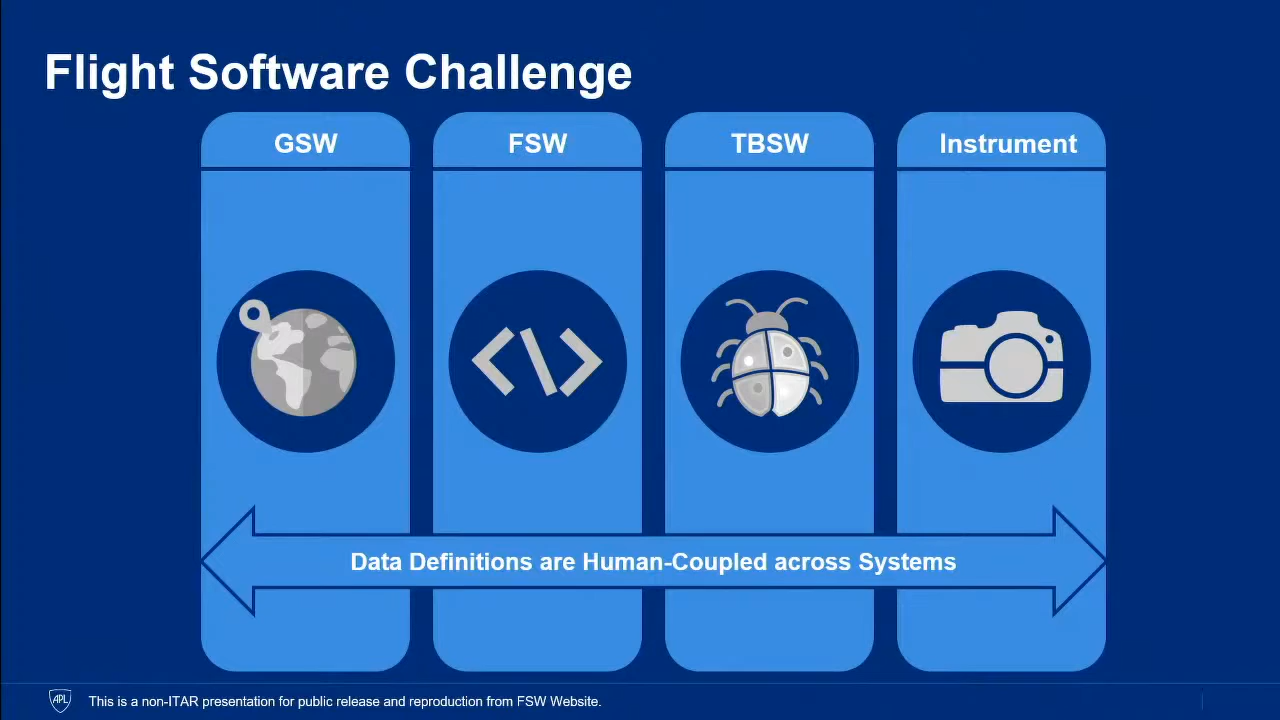 Flight Software Challenge
GSW
FSW
TBSW
Instrument
Data Definitions are Human-Coupled across Systems
APL
This is a non-ITAR presentation for public release and reproduction from FSW Website.